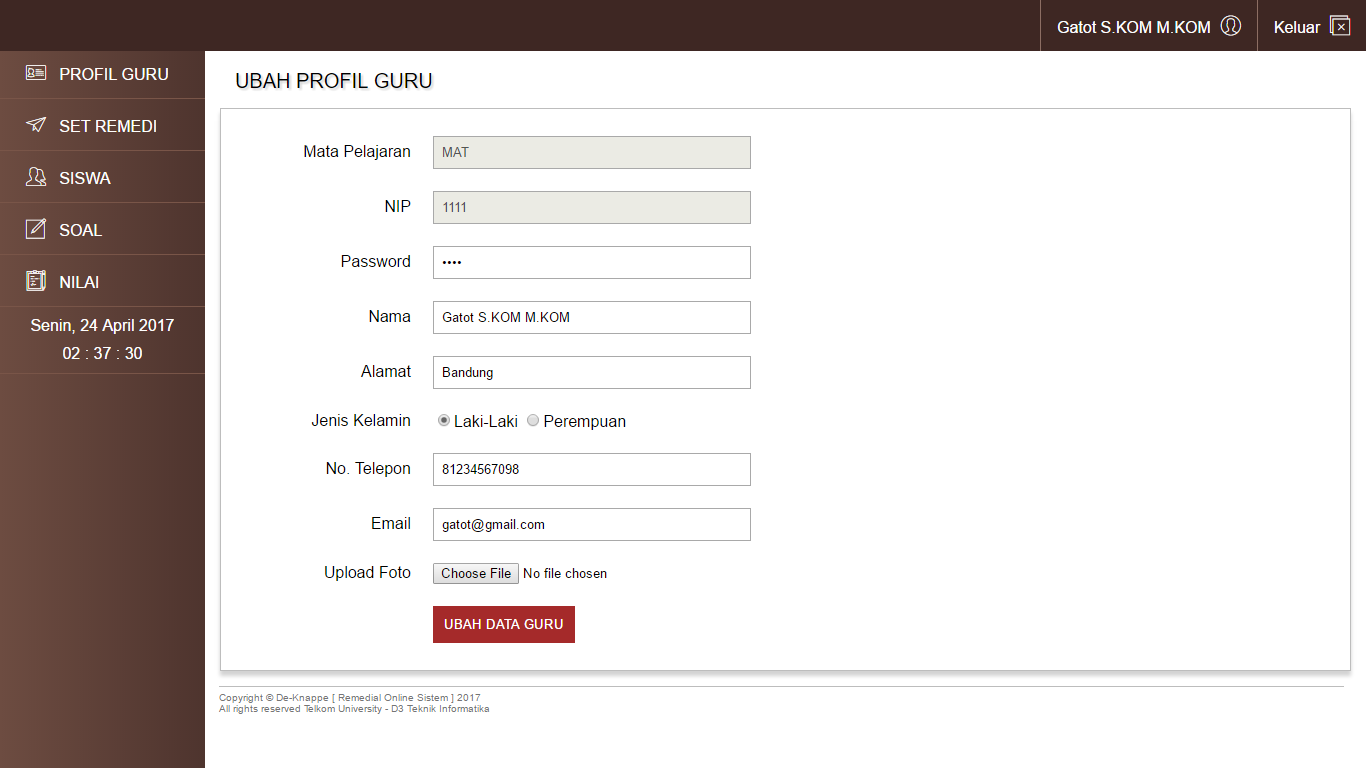 Gatot S.KOM M.KOM Keluar
PROFIL GURU
SET REMEDI
SISWA
SOAL
NILAI
Senin, 24 April 2017
02 : 37 : 30
UBAH PROFIL GURU
Mata Pelajaran MAT
NIP 1111
Password ••••
Nama Gatot S.KOM M.KOM
Alamat Bandung
Jenis Kelamin Laki-Laki Perempuan
No. Telepon 81234567098
Email gatot@gmail.com
Upload Foto Choose File No file chosen
UBAH DATA GURU
Copyright © De-Knappe [ Remedial Online Sistem ] 2017
All rights reserved Telkom University - D3 Teknik Informatika